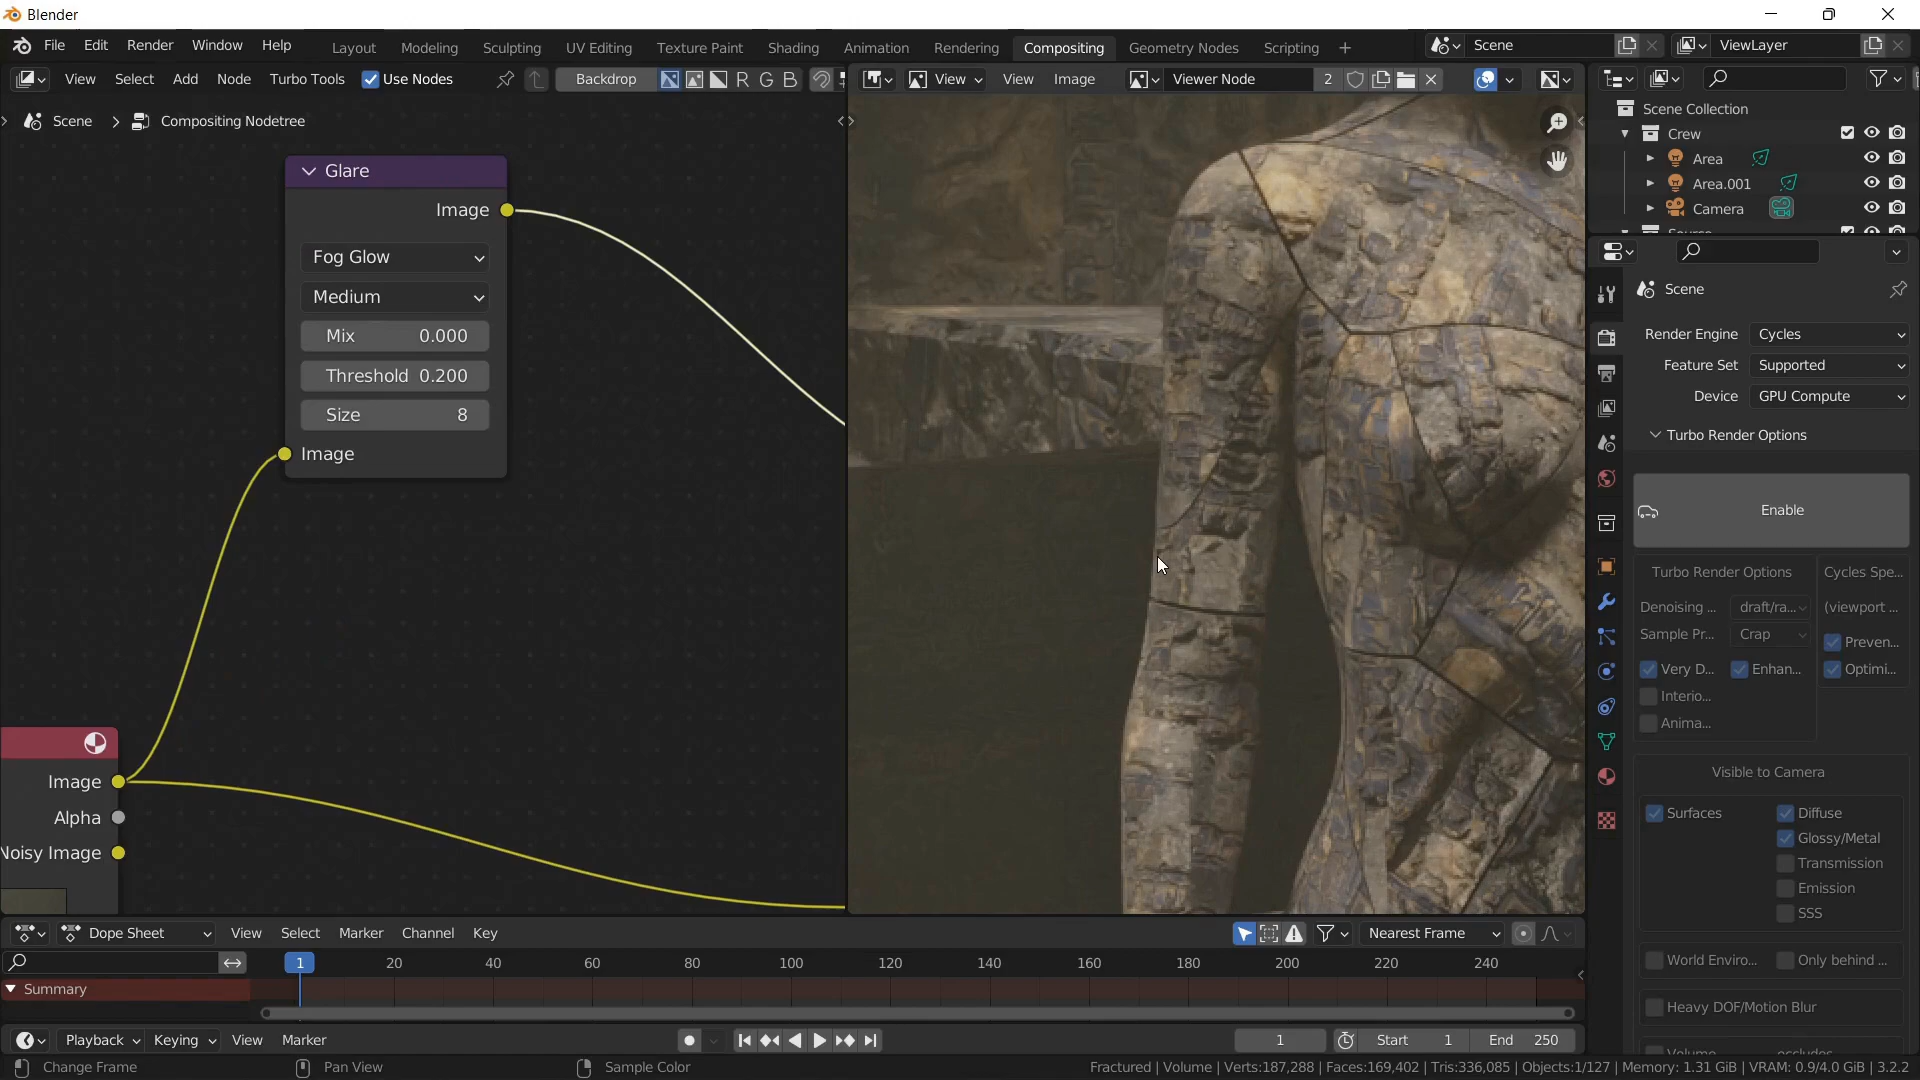 Blender
File Edit Render Window Help Layout Modeling Sculpting UV Editing Texture Paint Shading Animation Rendering Compositing Geometry Nodes Scripting + Scene ViewLayer
View Select Add Node Turbo Tools Use Nodes Backdrop R G B View View Image Viewer Node 2
Scene > Compositing Nodetree
Scene Collection
Crew
Area
Area.001
Camera
Glare
Image
Fog Glow
Medium
Mix 0.000
Threshold 0.200
Size 8
Image
Image
Alpha
Noisy Image
Scene
Render Engine Cycles
Feature Set Supported
Device GPU Compute
Turbo Render Options
Enable
Turbo Render Options Cycles Spe...
Denoising ... draft/ra... (viewport ...
Sample Pr... Crap Preven...
Very D... Enhan... Optimi...
Interio...
Anima...
Visible to Camera
Surfaces Diffuse
Glossy/Metal
Transmission
Emission
SSS
World Enviro... Only behind ...
Heavy DOF/Motion Blur
Dope Sheet View Select Marker Channel Key Nearest Frame
1 20 40 60 80 100 120 140 160 180 200 220 240
Summary
Playback Keying View Marker 1 Start 1 End 250
Change Frame Pan View Sample Color Fractured | Volume | Verts:187,288 | Faces:169,402 | Tris:336,085 | Objects:1/127 | Memory: 1.31 GiB | VRAM: 0.9/4.0 GiB | 3.2.2